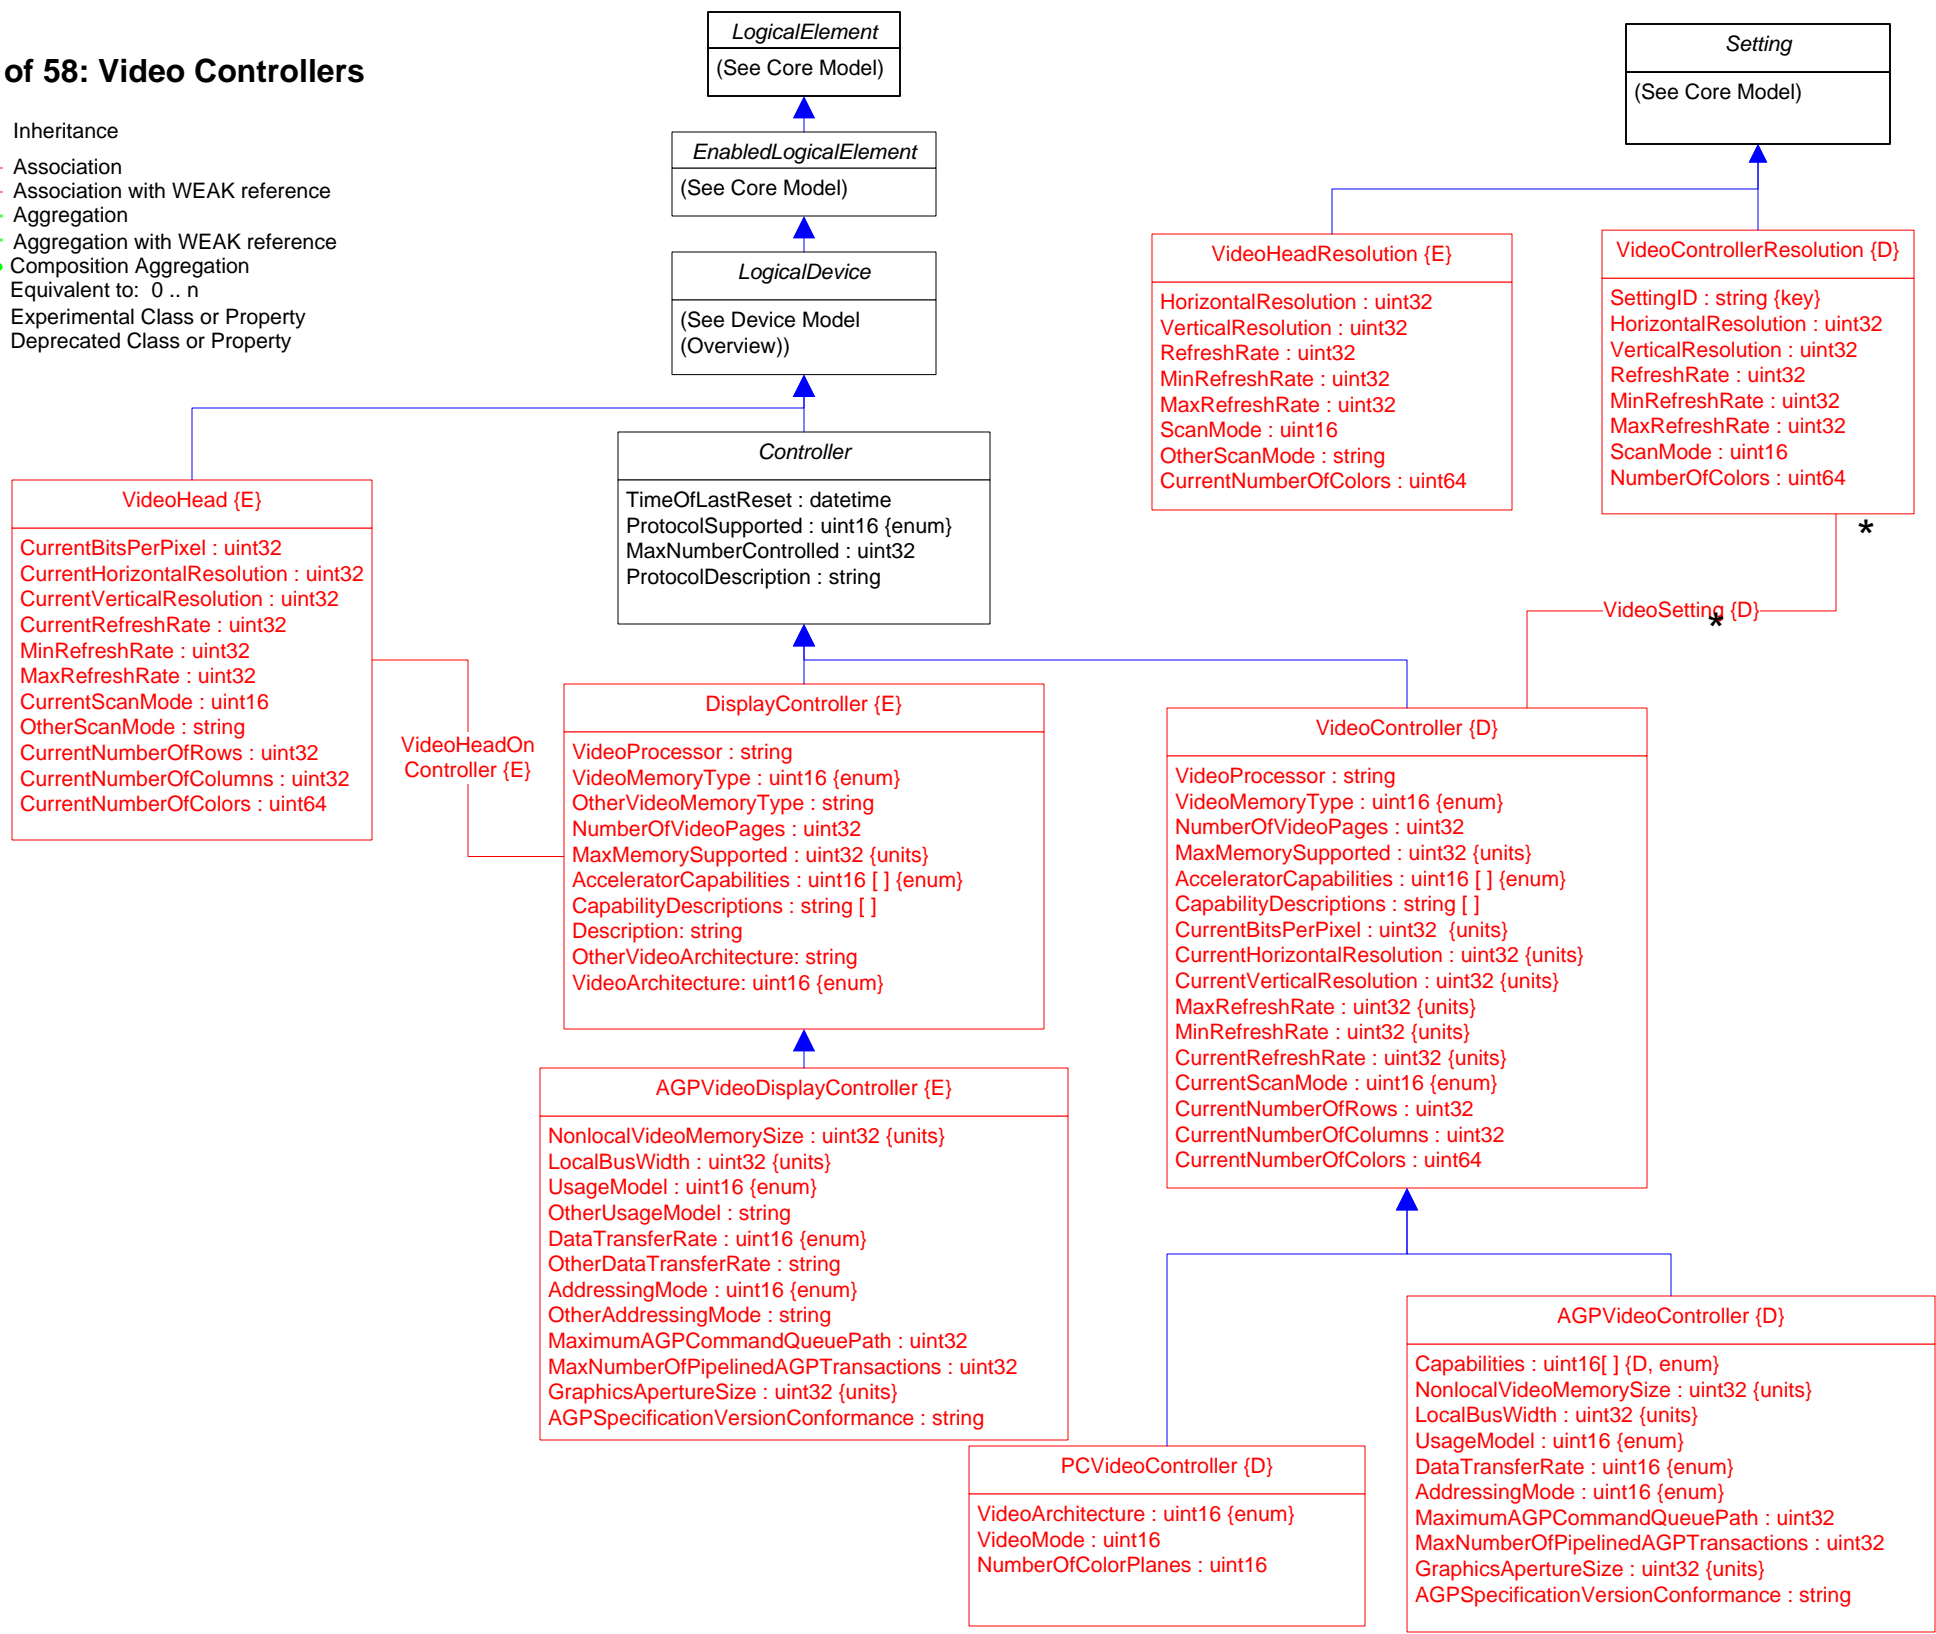 of 58: Video Controllers
Inheritance
Association
Association with WEAK reference
Aggregation
Aggregation with WEAK reference
Composition Aggregation
Equivalent to: 0 .. n
Experimental Class or Property
Deprecated Class or Property
LogicalElement
(See Core Model)
EnabledLogicalElement
(See Core Model)
LogicalDevice
(See Device Model
(Overview))
Controller
TimeOfLastReset : datetime
ProtocolSupported : uint16 {enum}
MaxNumberControlled : uint32
ProtocolDescription : string
Setting
(See Core Model)
VideoHeadResolution {E}
HorizontalResolution : uint32
VerticalResolution : uint32
RefreshRate : uint32
MinRefreshRate : uint32
MaxRefreshRate : uint32
ScanMode : uint16
OtherScanMode : string
CurrentNumberOfColors : uint64
VideoControllerResolution {D}
SettingID : string {key}
HorizontalResolution : uint32
VerticalResolution : uint32
RefreshRate : uint32
MinRefreshRate : uint32
MaxRefreshRate : uint32
ScanMode : uint16
NumberOfColors : uint64
*
VideoSetting {D}
*
VideoHead {E}
CurrentBitsPerPixel : uint32
CurrentHorizontalResolution : uint32
CurrentVerticalResolution : uint32
CurrentRefreshRate : uint32
MinRefreshRate : uint32
MaxRefreshRate : uint32
CurrentScanMode : uint16
OtherScanMode : string
CurrentNumberOfRows : uint32
CurrentNumberOfColumns : uint32
CurrentNumberOfColors : uint64
VideoHeadOn
Controller {E}
DisplayController {E}
VideoProcessor : string
VideoMemoryType : uint16 {enum}
OtherVideoMemoryType : string
NumberOfVideoPages : uint32
MaxMemorySupported : uint32 {units}
AcceleratorCapabilities : uint16 [ ] {enum}
CapabilityDescriptions : string [ ]
Description: string
OtherVideoArchitecture: string
VideoArchitecture: uint16 {enum}
VideoController {D}
VideoProcessor : string
VideoMemoryType : uint16 {enum}
NumberOfVideoPages : uint32
MaxMemorySupported : uint32 {units}
AcceleratorCapabilities : uint16 [ ] {enum}
CapabilityDescriptions : string [ ]
CurrentBitsPerPixel : uint32 {units}
CurrentHorizontalResolution : uint32 {units}
CurrentVerticalResolution : uint32 {units}
MaxRefreshRate : uint32 {units}
MinRefreshRate : uint32 {units}
CurrentRefreshRate : uint32 {units}
CurrentScanMode : uint16 {enum}
CurrentNumberOfRows : uint32
CurrentNumberOfColumns : uint32
CurrentNumberOfColors : uint64
AGPVideoDisplayController {E}
NonlocalVideoMemorySize : uint32 {units}
LocalBusWidth : uint32 {units}
UsageModel : uint16 {enum}
OtherUsageModel : string
DataTransferRate : uint16 {enum}
OtherDataTransferRate : string
AddressingMode : uint16 {enum}
OtherAddressingMode : string
MaximumAGPCommandQueuePath : uint32
MaxNumberOfPipelinedAGPTransactions : uint32
GraphicsApertureSize : uint32 {units}
AGPSpecificationVersionConformance : string
PCVideoController {D}
VideoArchitecture : uint16 {enum}
VideoMode : uint16
NumberOfColorPlanes : uint16
AGPVideoController {D}
Capabilities : uint16[ ] {D, enum}
NonlocalVideoMemorySize : uint32 {units}
LocalBusWidth : uint32 {units}
UsageModel : uint16 {enum}
DataTransferRate : uint16 {enum}
AddressingMode : uint16 {enum}
MaximumAGPCommandQueuePath : uint32
MaxNumberOfPipelinedAGPTransactions : uint32
GraphicsApertureSize : uint32 {units}
AGPSpecificationVersionConformance : string